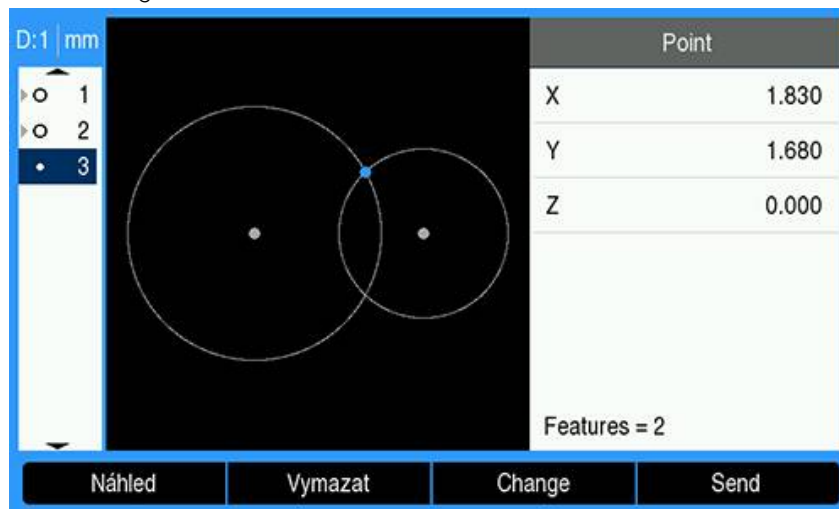 D:1 mm
Point
1
2
3
X 1.830
Y 1.680
Z 0.000
Features = 2
Náhled Vymazat Change Send